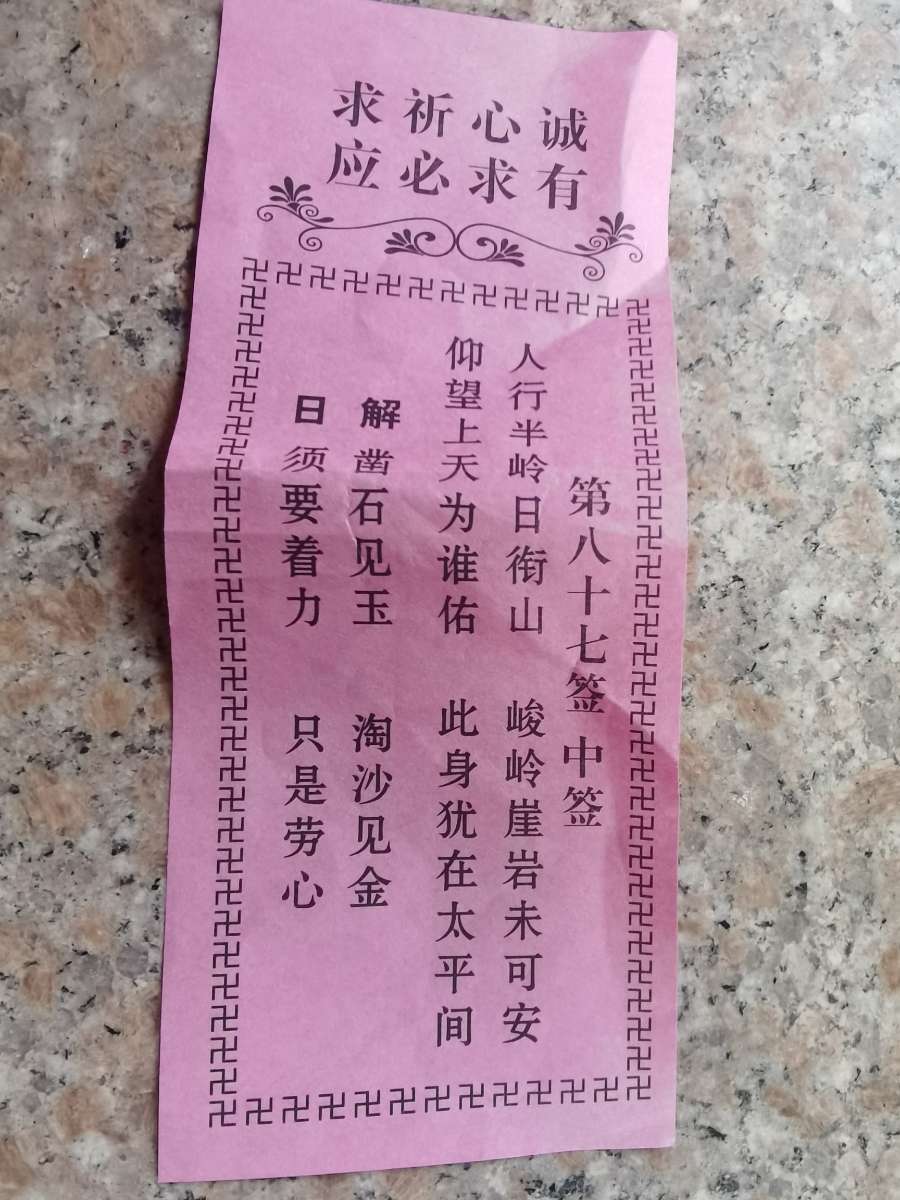 诚心祈求
有求必应
第八十七签 中签
人行半岭日衔山 峻岭崖岩未可安
仰望上天为谁佑 此身犹在太平间
解 凿石见玉 淘沙见金
日 须要着力 只是劳心